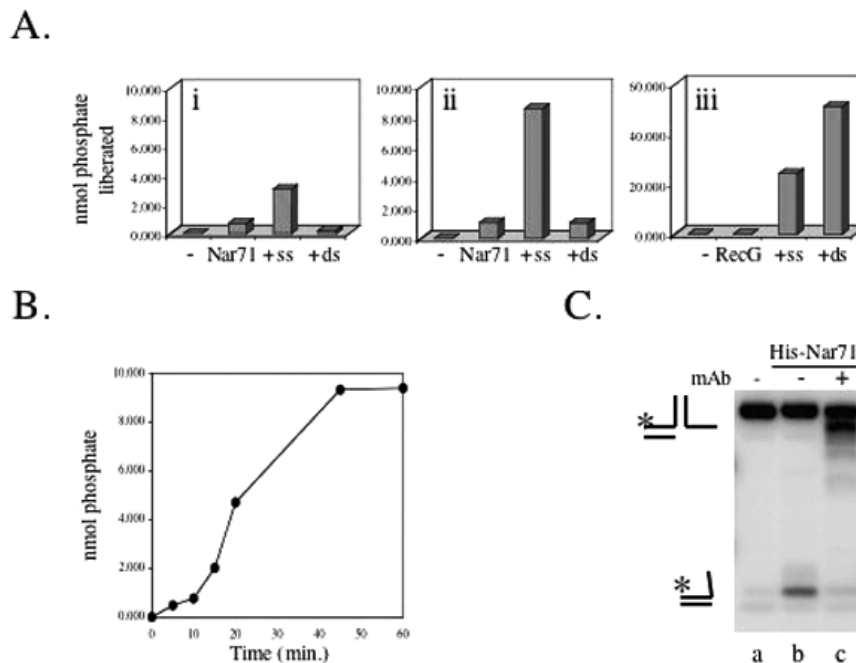 A.
nmol phosphate
liberated
10.000
8.000
6.000
4.000
2.000
0.000
i
- Nar71 +ss +ds
10.000
8.000
6.000
4.000
2.000
0.000
ii
- Nar71 +ss +ds
60.000
40.000
20.000
0.000
iii
- RecG +ss +ds
B.
nmol phosphate
10.000
8.000
6.000
4.000
2.000
0.000
0 10 20 30 40 50 60
Time (min.)
C.
His-Nar71
mAb - - +
*
*
a b c